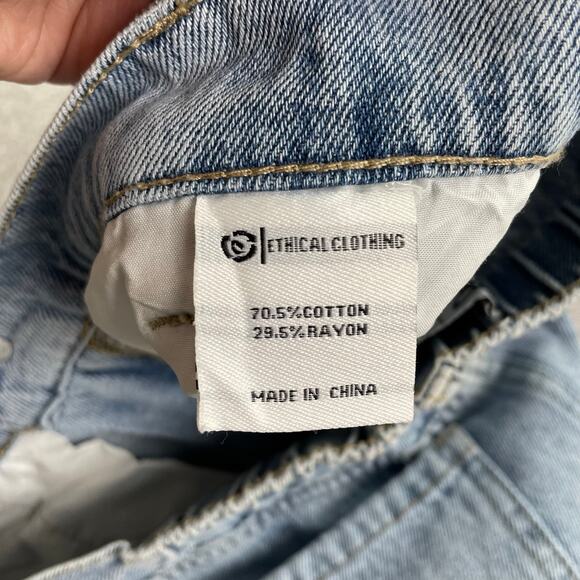 ETHICAL CLOTHING
70.5%COTTON
29.5%RAYON
MADE IN CHINA